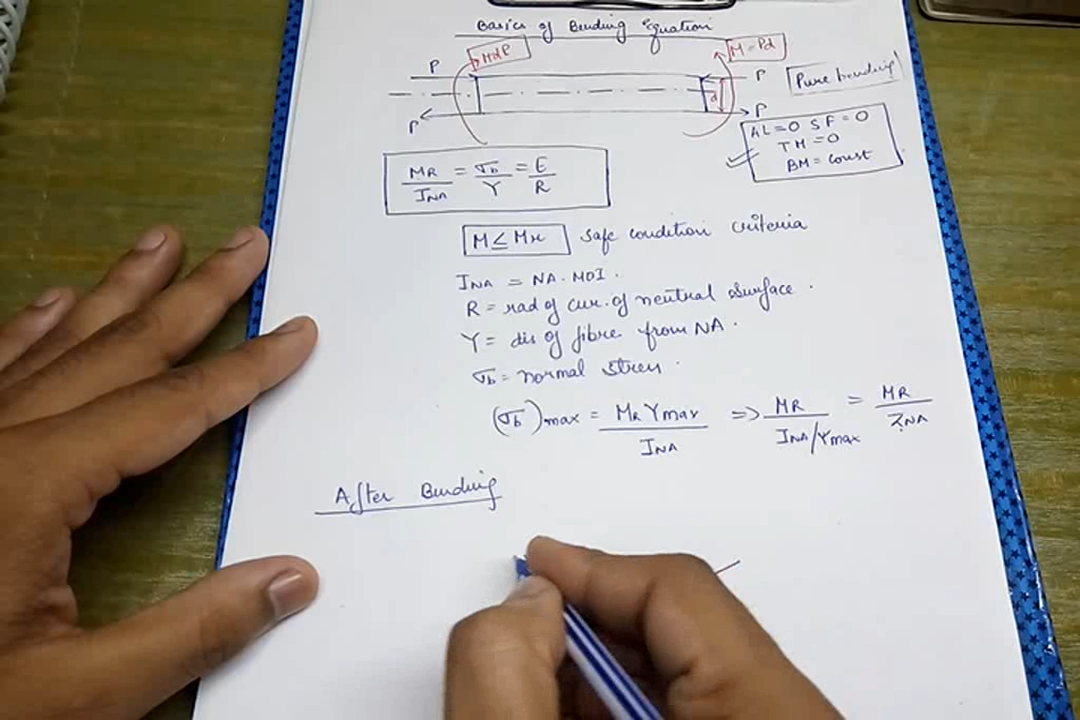 Basics of Bending Equation
M=Pd
P P
Pure bending
d
P P
AL=0 SF=0
TM=0
BM=const
MR/INA = σb/Y = E/R
M≤Mr safe condition criteria
INA = NA.MOI.
R = rad of cur. of neutral surface.
Y = dis of fibre from NA.
σb = normal stress.
(σb)max = MR Ymax/INA => MR/INA/Ymax = MR/ZNA
After Bending